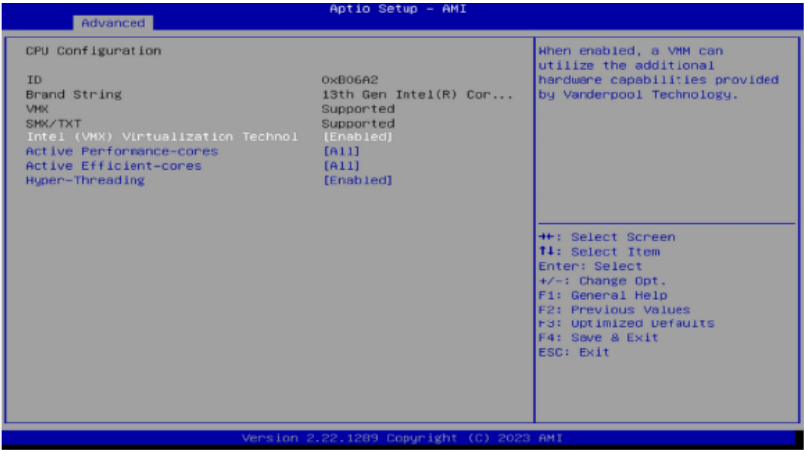 Aptio Setup - AMI
Advanced
CPU Configuration
ID 0xB06A2
Brand String 13th Gen Intel(R) Cor...
VMX Supported
SMX/TXT Supported
Intel (VMX) Virtualization Technol [Enabled]
Active Performance-cores [All]
Active Efficient-cores [All]
Hyper-Threading [Enabled]
When enabled, a VMM can
utilize the additional
hardware capabilities provided
by Vanderpool Technology.
→←: Select Screen
↑↓: Select Item
Enter: Select
+/-: Change Opt.
F1: General Help
F2: Previous Values
F3: Optimized Defaults
F4: Save & Exit
ESC: Exit
Version 2.22.1289 Copyright (C) 2023 AMI